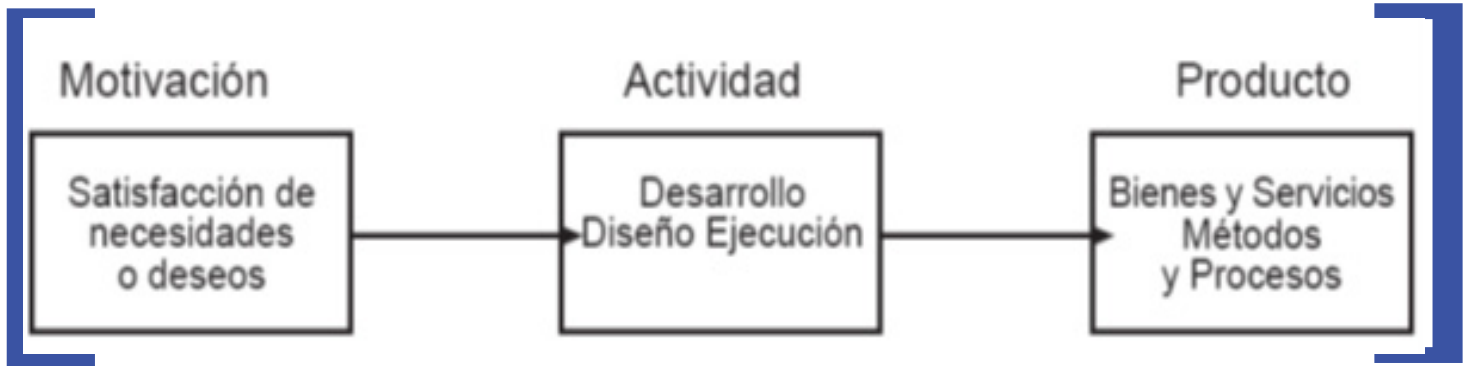 Motivación
Actividad
Producto
Satisfacción de
necesidades
o deseos
Desarrollo
Diseño Ejecución
Bienes y Servicios
Métodos
y Procesos